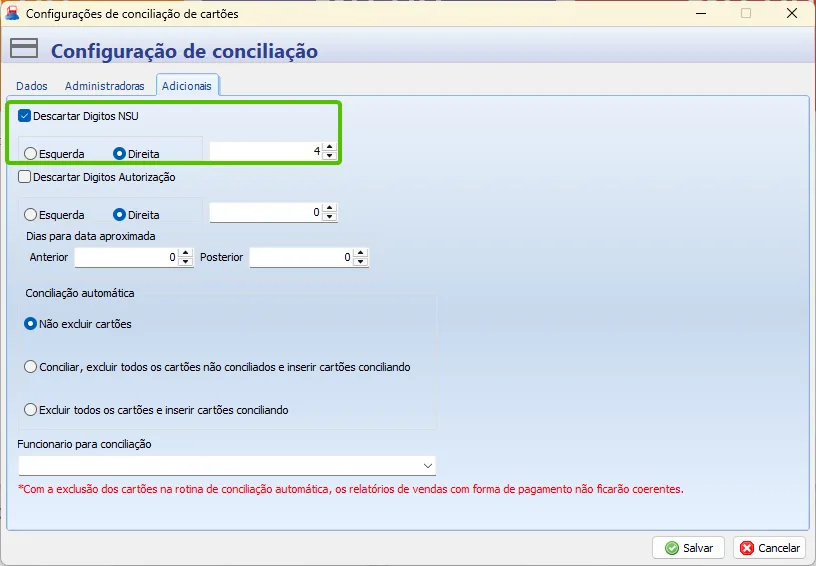 Configurações de conciliação de cartões
Configuração de conciliação
Dados Administradoras Adicionais
Descartar Digitos NSU
Esquerda Direita 4
Descartar Digitos Autorização
Esquerda Direita 0
Dias para data aproximada
Anterior 0 Posterior 0
Conciliação automática
Não excluir cartões
Conciliar, excluir todos os cartões não conciliados e inserir cartões conciliando
Excluir todos os cartões e inserir cartões conciliando
Funcionario para conciliação
*Com a exclusão dos cartões na rotina de conciliação automática, os relatórios de vendas com forma de pagamento não ficarão coerentes.
Salvar Cancelar